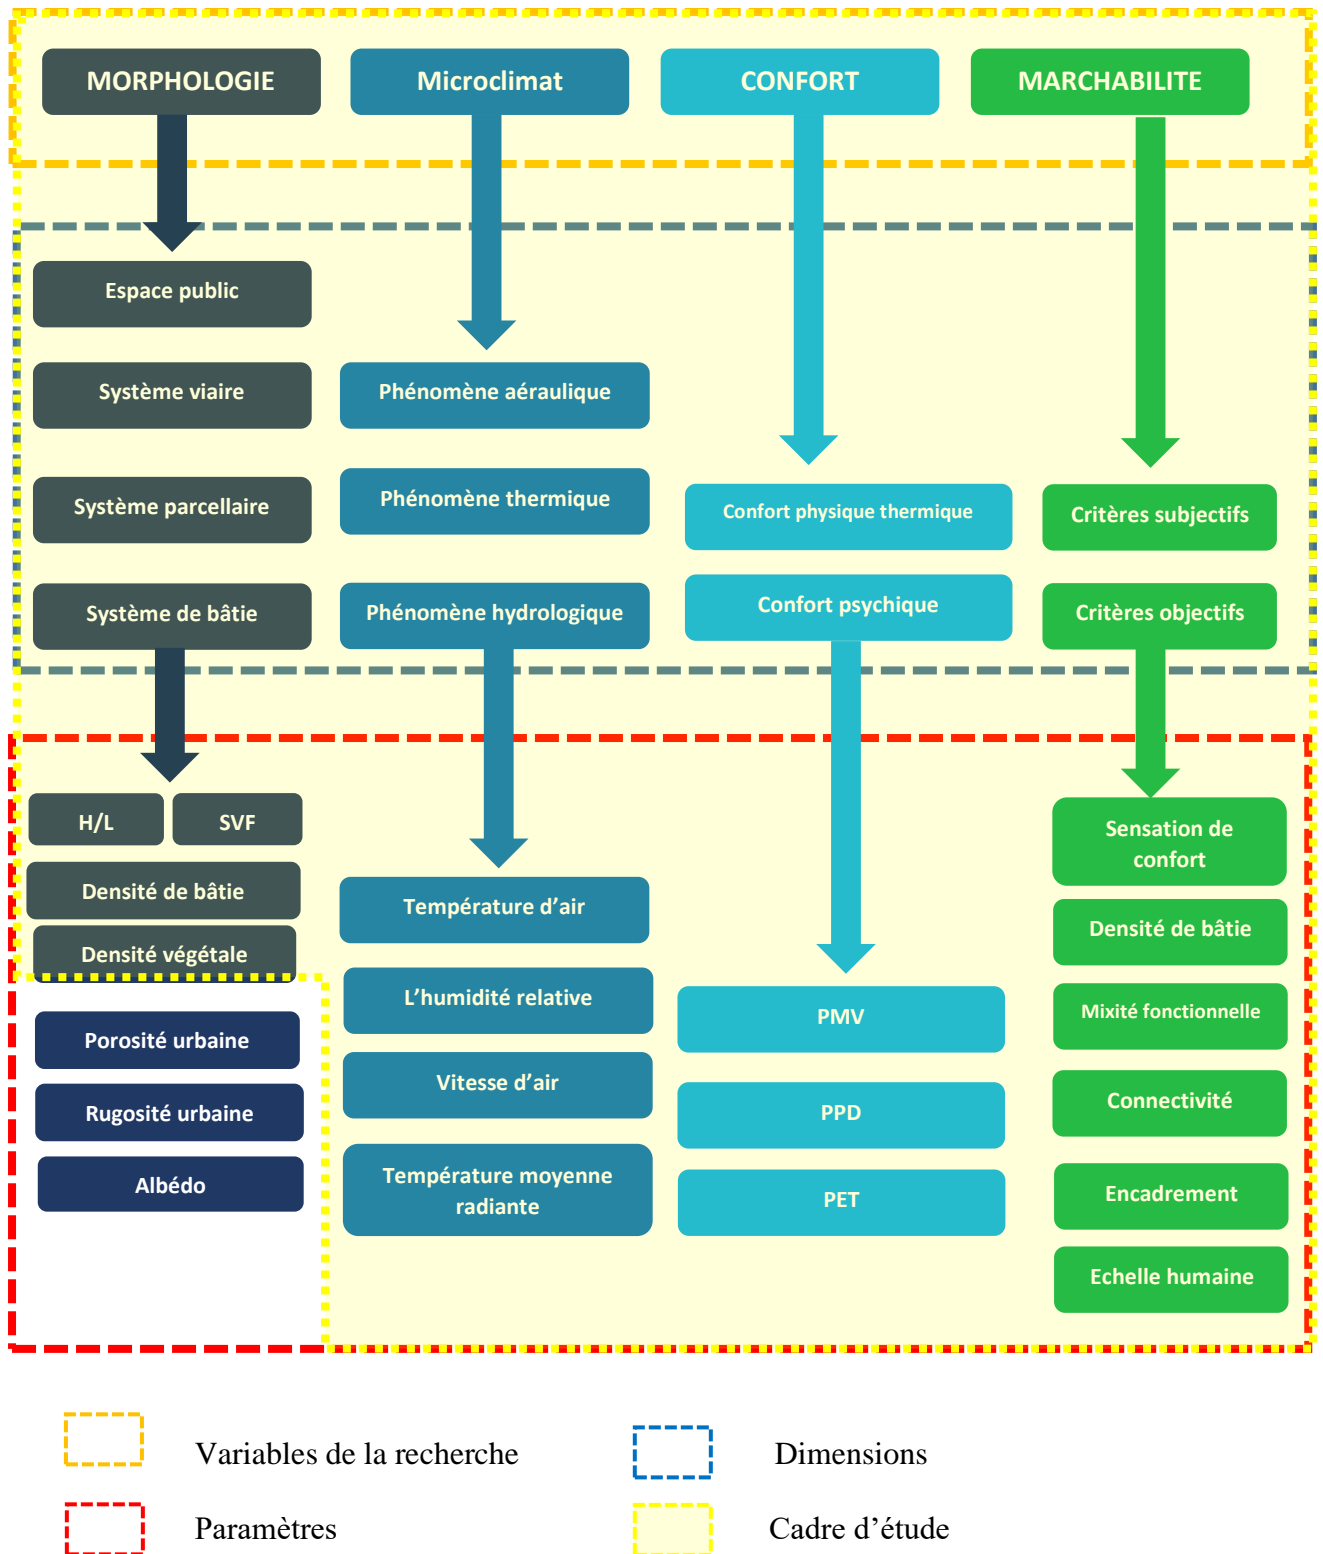 MORPHOLOGIE
Microclimat
CONFORT
MARCHABILITE
Espace public
Système viaire
Phénomène aéraulique
Système parcellaire
Phénomène thermique
Confort physique thermique
Critères subjectifs
Système de bâtie
Phénomène hydrologique
Confort psychique
Critères objectifs
H/L
SVF
Densité de bâtie
Densité végétale
Porosité urbaine
Rugosité urbaine
Albédo
Température d’air
L’humidité relative
Vitesse d’air
Température moyenne
radiante
PMV
PPD
PET
Sensation de
confort
Densité de bâtie
Mixité fonctionnelle
Connectivité
Encadrement
Echelle humaine
Variables de la recherche
Dimensions
Paramètres
Cadre d’étude